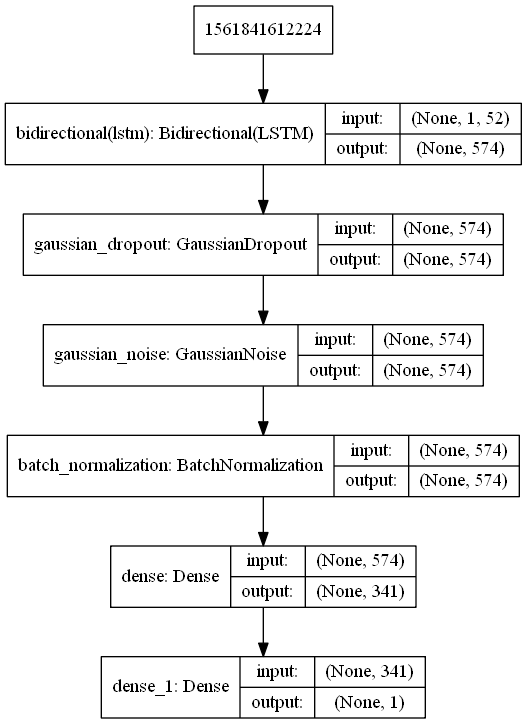 1561841612224
bidirectional(lstm): Bidirectional(LSTM)
input: (None, 1, 52)
output: (None, 574)
gaussian_dropout: GaussianDropout
input: (None, 574)
output: (None, 574)
gaussian_noise: GaussianNoise
input: (None, 574)
output: (None, 574)
batch_normalization: BatchNormalization
input: (None, 574)
output: (None, 574)
dense: Dense
input: (None, 574)
output: (None, 341)
dense_1: Dense
input: (None, 341)
output: (None, 1)